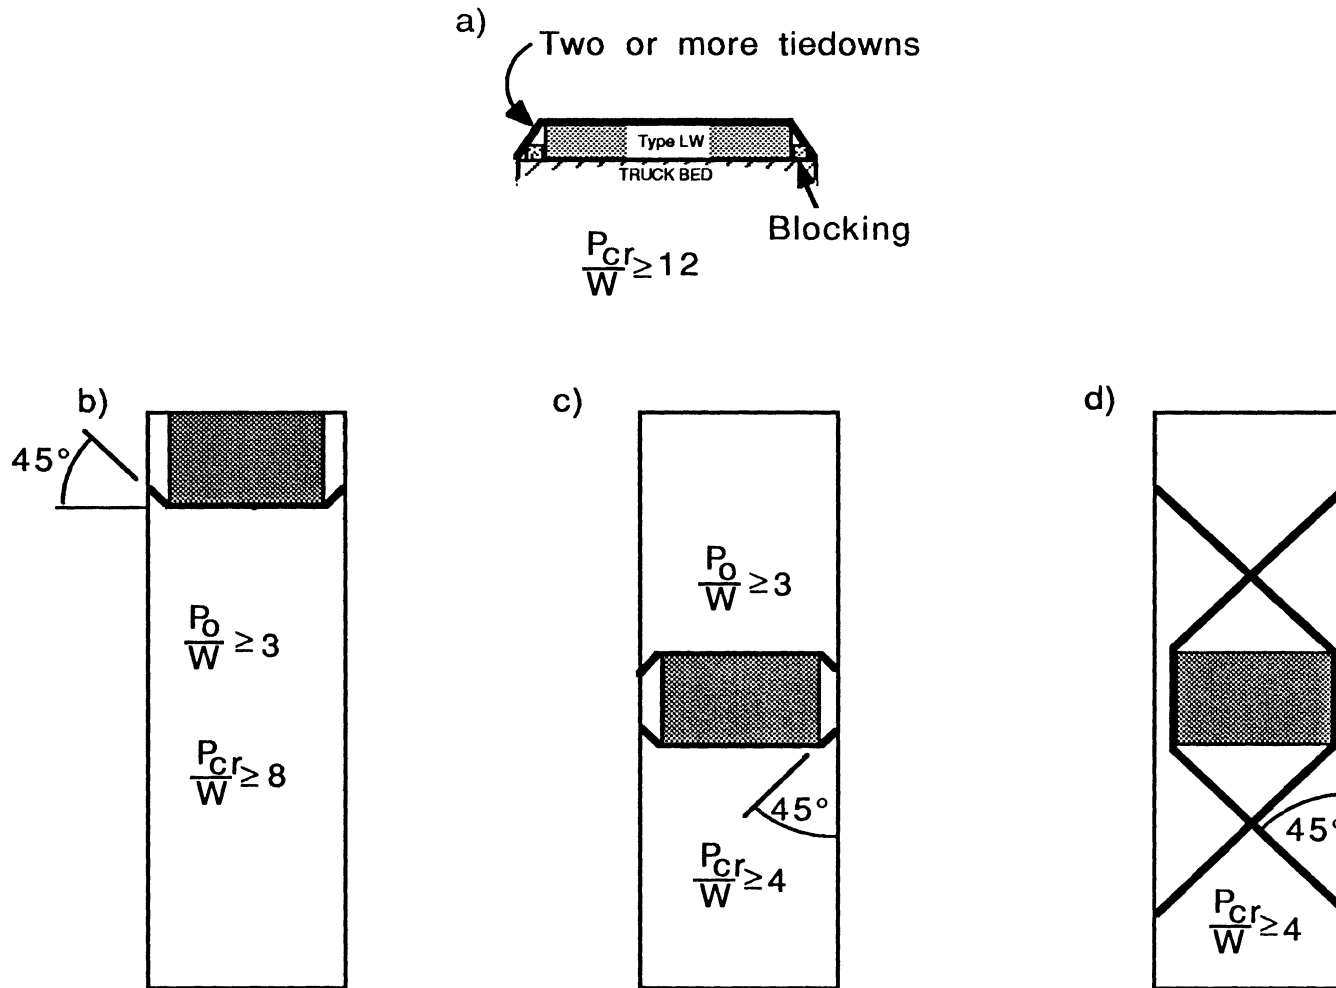 a)
Two or more tiedowns
Type LW
TRUCK BED
Blocking
Pcr/W ≥ 12
b)
45°
Po/W ≥ 3
Pcr/W ≥ 8
c)
Po/W ≥ 3
45°
Pcr/W ≥ 4
d)
45°
Pcr/W ≥ 4